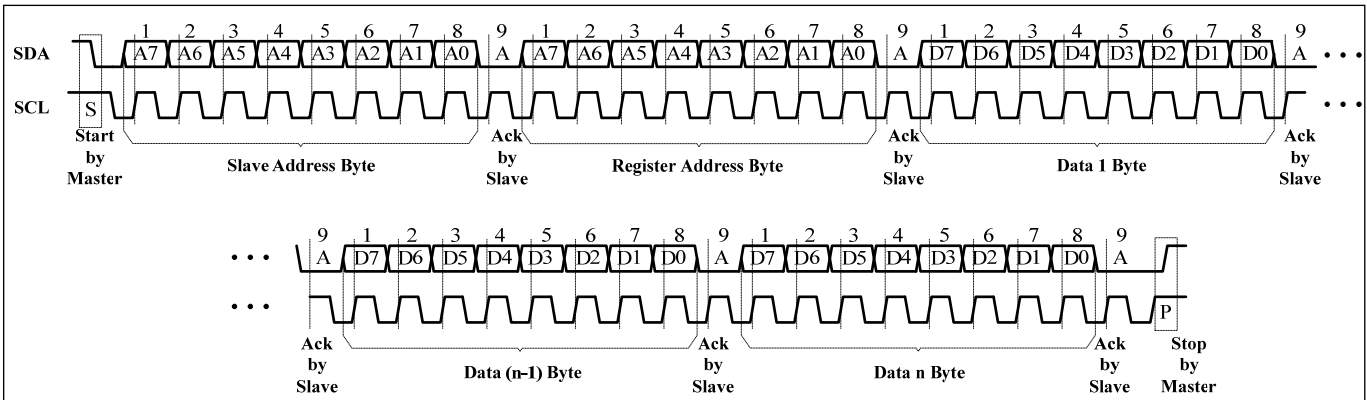 1 2 3 4 5 6 7 8 9 1 2 3 4 5 6 7 8 9 1 2 3 4 5 6 7 8 9
SDA A7 A6 A5 A4 A3 A2 A1 A0 A A7 A6 A5 A4 A3 A2 A1 A0 A D7 D6 D5 D4 D3 D2 D1 D0 A • • •
SCL S • • •
Start by Master
Slave Address Byte
Ack by Slave
Register Address Byte
Ack by Slave
Data 1 Byte
Ack by Slave
9 1 2 3 4 5 6 7 8 9 1 2 3 4 5 6 7 8 9
• • • A D7 D6 D5 D4 D3 D2 D1 D0 A D7 D6 D5 D4 D3 D2 D1 D0 A
• • • P
Ack by Slave
Data (n-1) Byte
Ack by Slave
Data n Byte
Ack by Slave
Stop by Master